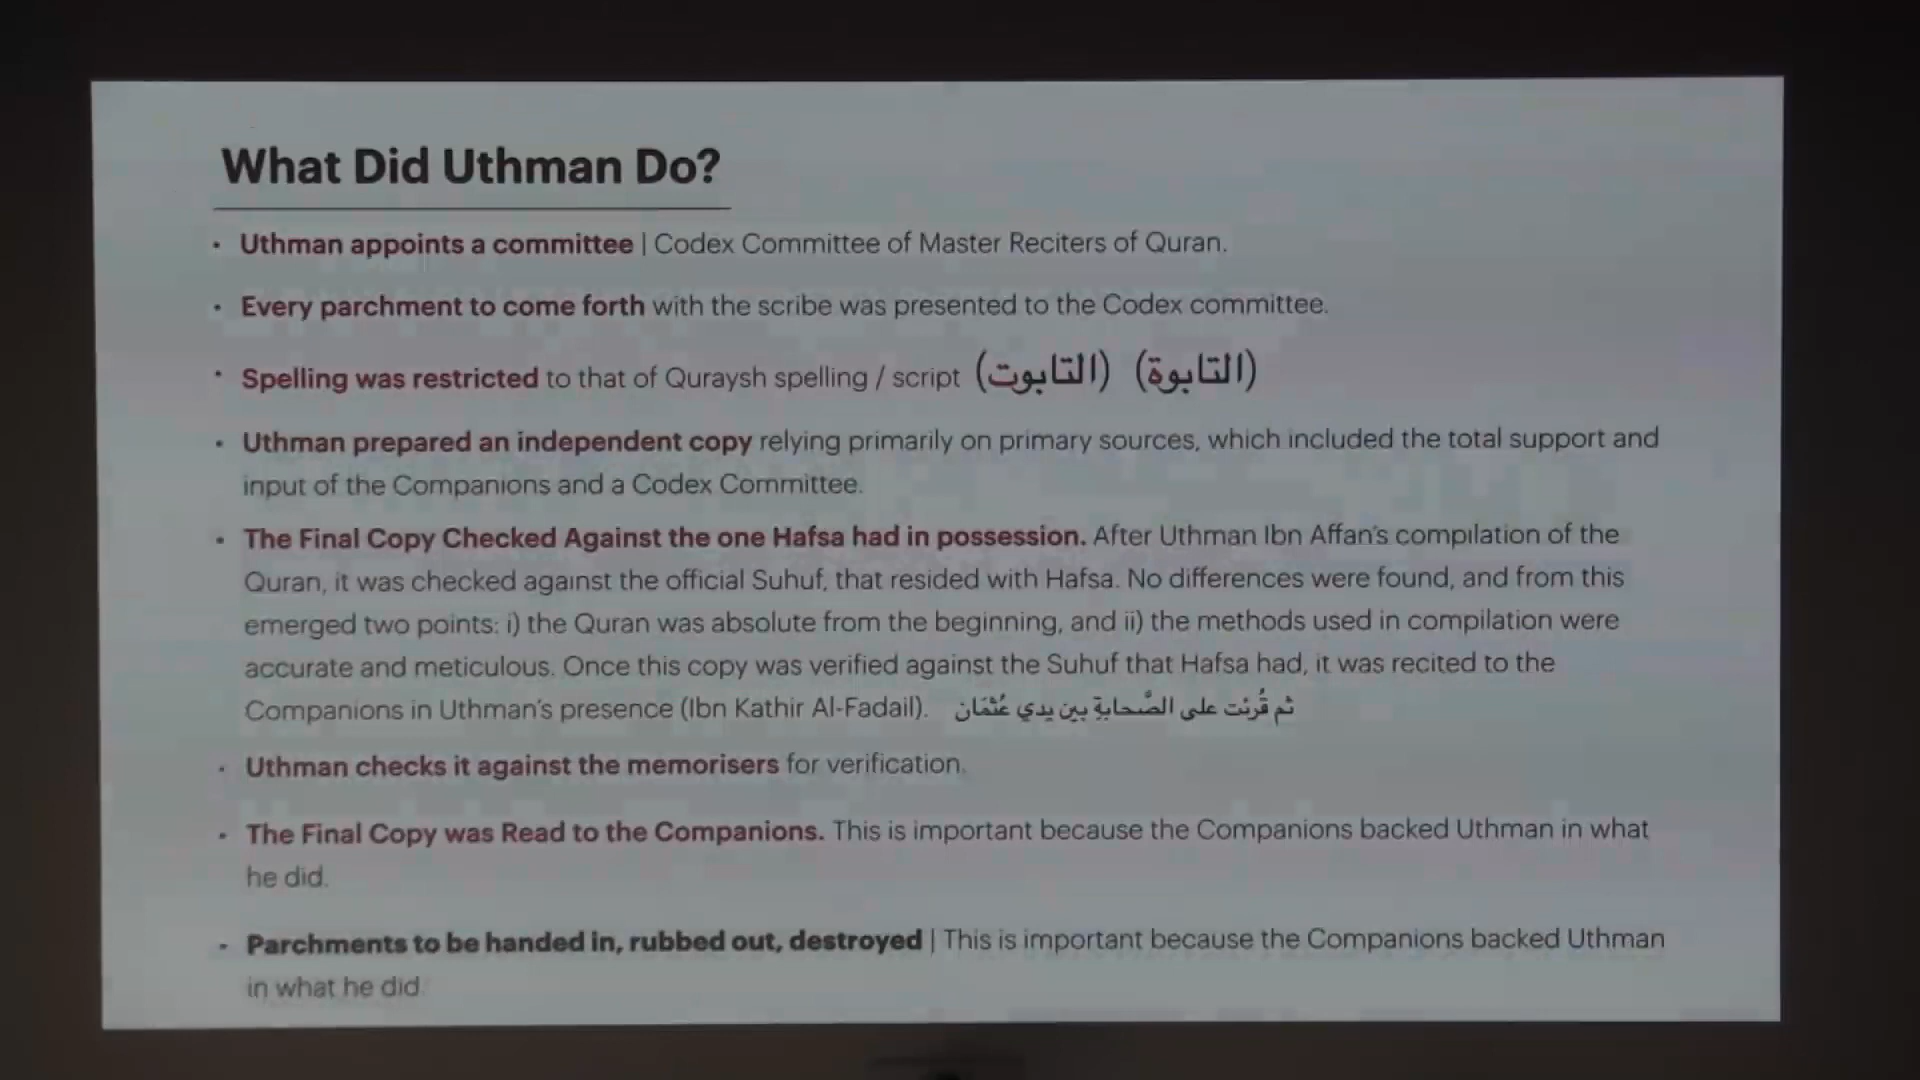 What Did Uthman Do?
• Uthman appoints a committee | Codex Committee of Master Reciters of Quran.
• Every parchment to come forth with the scribe was presented to the Codex committee.
• Spelling was restricted to that of Quraysh spelling / script (التابوت) (التابوة)
• Uthman prepared an independent copy relying primarily on primary sources, which included the total support and
input of the Companions and a Codex Committee.
• The Final Copy Checked Against the one Hafsa had in possession. After Uthman Ibn Affan's compilation of the
Quran, it was checked against the official Suhuf, that resided with Hafsa. No differences were found, and from this
emerged two points: i) the Quran was absolute from the beginning, and ii) the methods used in compilation were
accurate and meticulous. Once this copy was verified against the Suhuf that Hafsa had, it was recited to the
Companions in Uthman's presence (Ibn Kathir Al-Fadail). ثم قُرِئت على الصَّحابةِ بين يدي عُثْمَان
• Uthman checks it against the memorisers for verification.
• The Final Copy was Read to the Companions. This is important because the Companions backed Uthman in what
he did.
• Parchments to be handed in, rubbed out, destroyed | This is important because the Companions backed Uthman
in what he did.